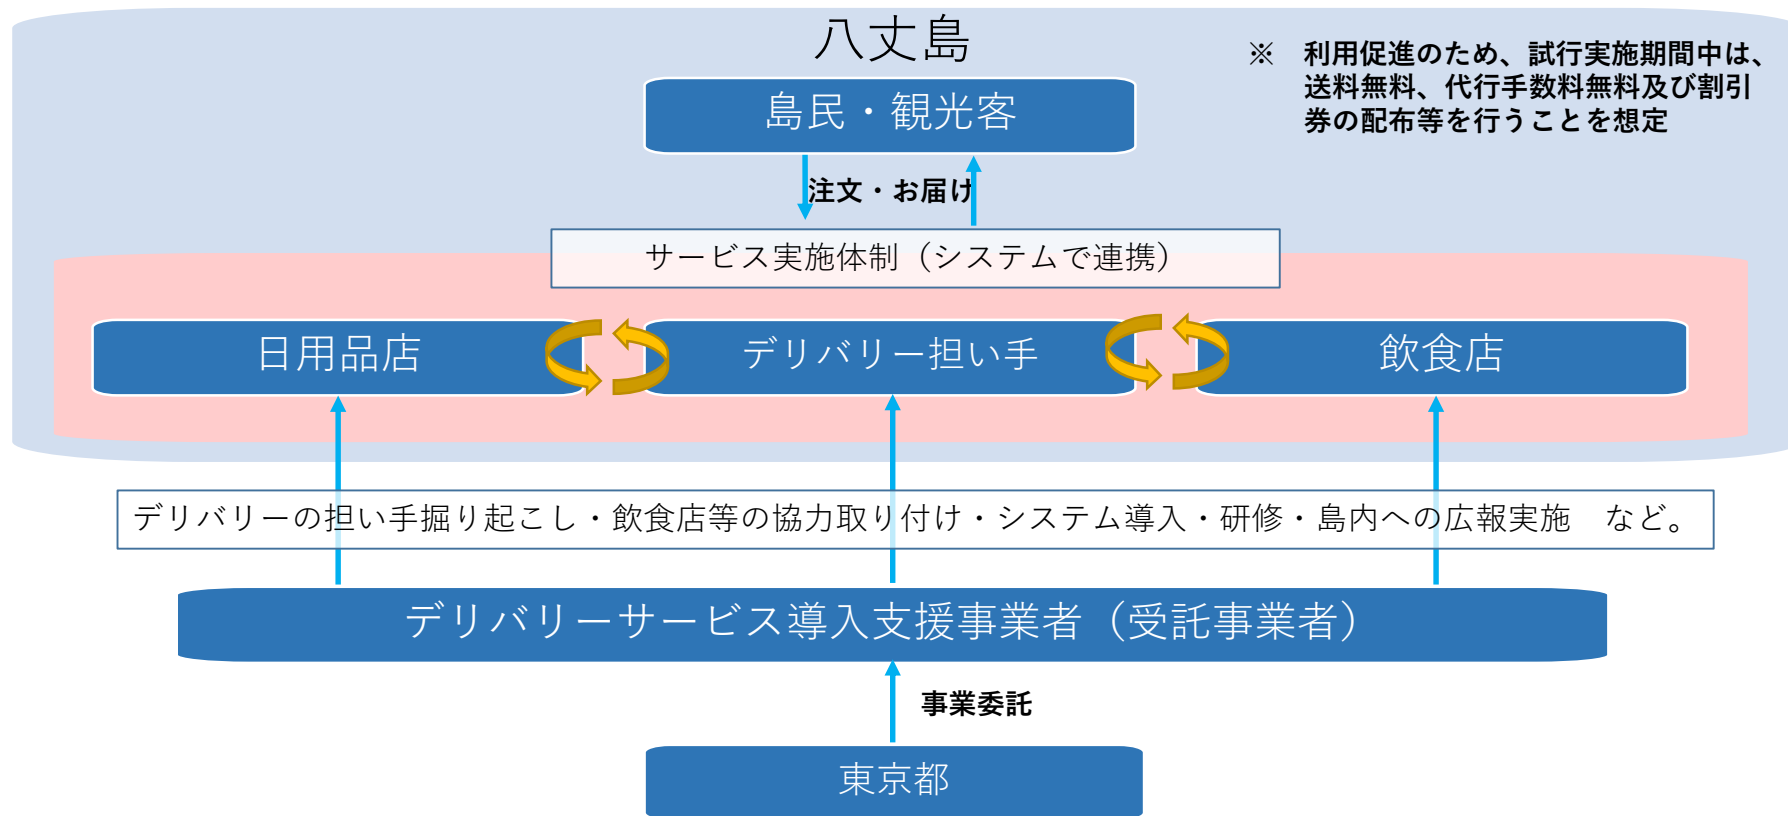 八丈島
※　利用促進のため、試行実施期間中は、
送料無料、代行手数料無料及び割引
券の配布等を行うことを想定
島民・観光客
注文・お届け
サービス実施体制（システムで連携）
日用品店
デリバリー担い手
飲食店
デリバリーの担い手掘り起こし・飲食店等の協力取り付け・システム導入・研修・島内への広報実施　など。
デリバリーサービス導入支援事業者（受託事業者）
事業委託
東京都